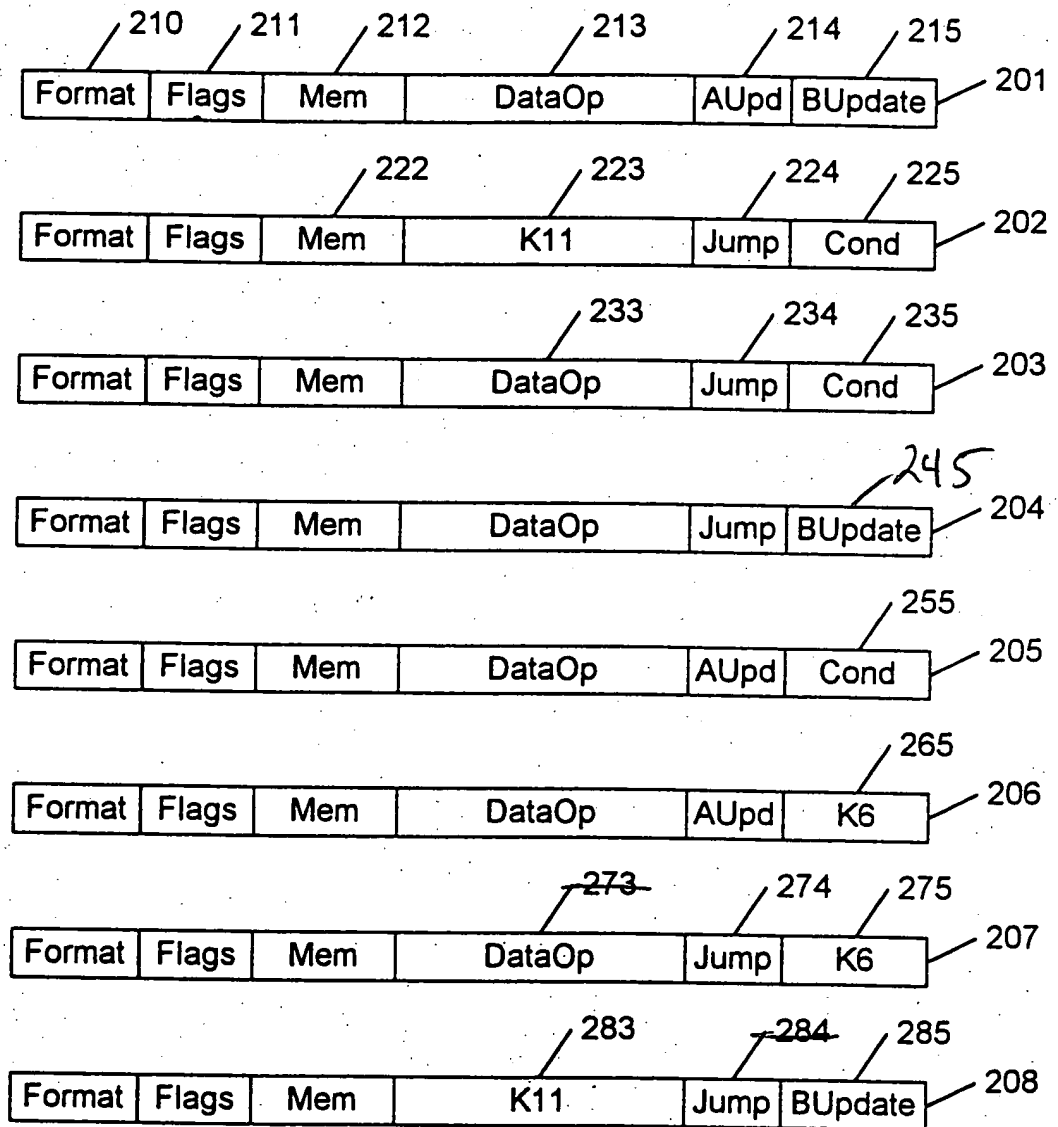 210 211 212 213 214 215
Format Flags Mem DataOp AUpd BUpdate 201
222 223 224 225
Format Flags Mem K11 Jump Cond 202
233 234 235
Format Flags Mem DataOp Jump Cond 203
245
Format Flags Mem DataOp Jump BUpdate 204
255
Format Flags Mem DataOp AUpd Cond 205
265
Format Flags Mem DataOp AUpd K6 206
273 274 275
Format Flags Mem DataOp Jump K6 207
283 284 285
Format Flags Mem K11 Jump BUpdate 208